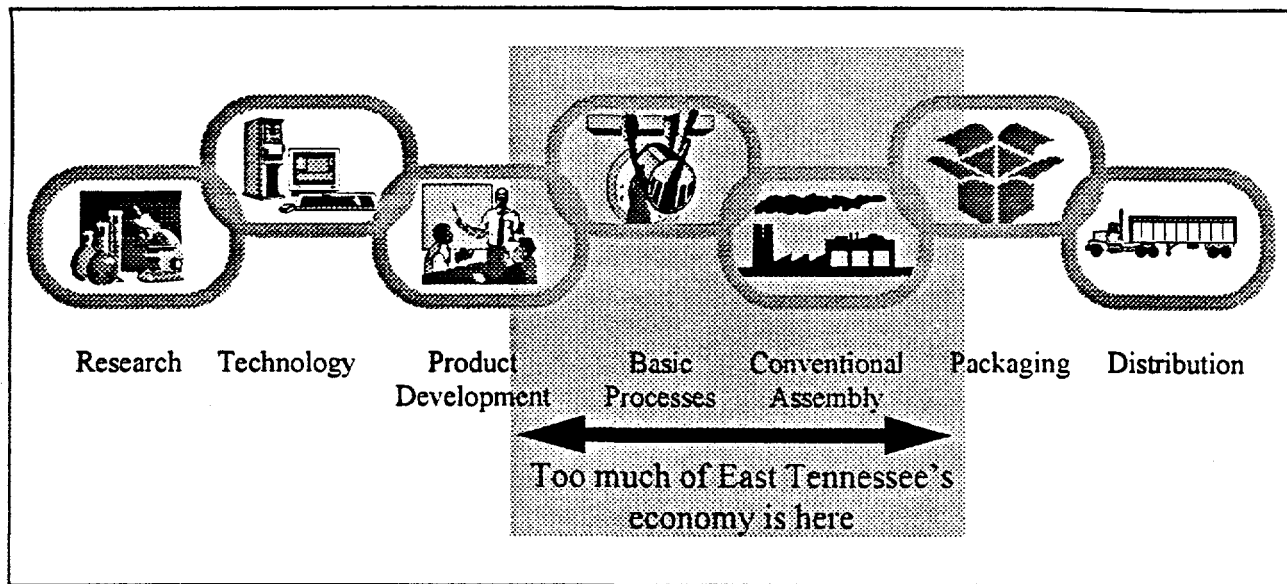 Research
Technology
Product
Development
Basic
Processes
Conventional
Assembly
Packaging
Distribution
Too much of East Tennessee's
economy is here